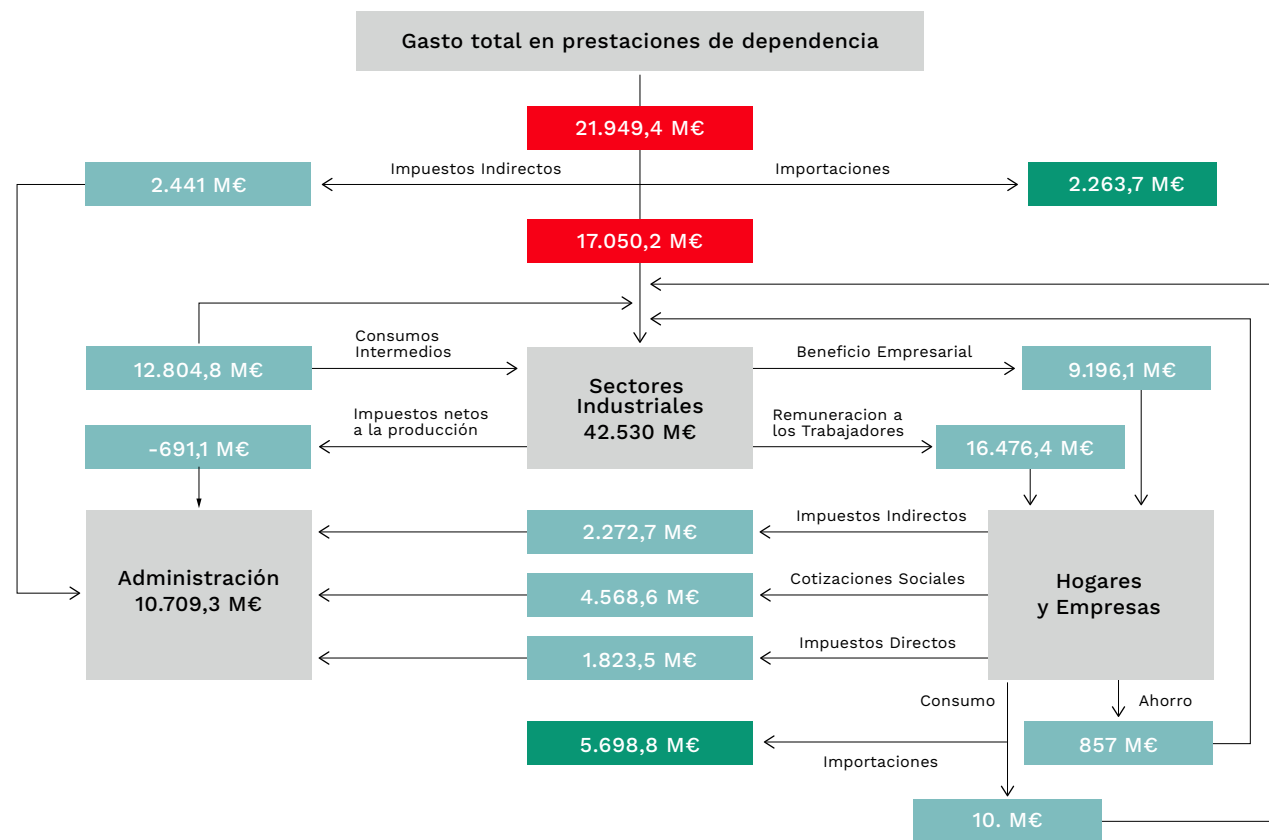 Gasto total en prestaciones de dependencia
21.949,4 M€
Impuestos Indirectos
Importaciones
2.441 M€
2.263,7 M€
17.050,2 M€
Consumos
Intermedios
Beneficio Empresarial
12.804,8 M€
9.196,1 M€
Sectores
Industriales
42.530 M€
Impuestos netos
a la producción
Remuneracion a
los Trabajadores
-691,1 M€
16.476,4 M€
Impuestos Indirectos
2.272,7 M€
Administración
10.709,3 M€
Cotizaciones Sociales
4.568,6 M€
Hogares
y Empresas
Impuestos Directos
1.823,5 M€
Consumo
Ahorro
5.698,8 M€
857 M€
Importaciones
10. M€